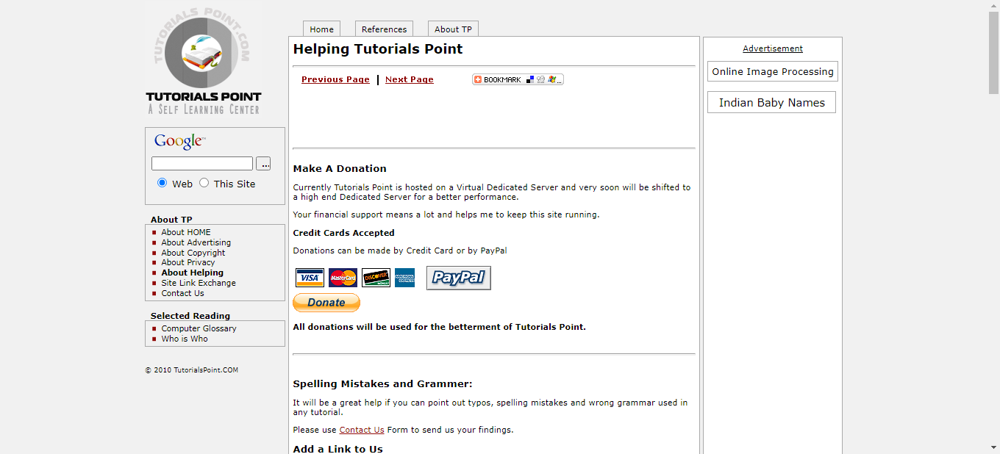 TUTORIALS POINT.COM
TUTORIALS POINT
A SELF LEARNING CENTER
Google™
...
Web
This Site
About TP
About HOME
About Advertising
About Copyright
About Privacy
About Helping
Site Link Exchange
Contact Us
Selected Reading
Computer Glossary
Who is Who
© 2010 TutorialsPoint.COM
Home
References
About TP
Helping Tutorials Point
Previous Page | Next Page
BOOKMARK ...
Make A Donation
Currently Tutorials Point is hosted on a Virtual Dedicated Server and very soon will be shifted to
a high end Dedicated Server for a better performance.
Your financial support means a lot and helps me to keep this site running.
Credit Cards Accepted
Donations can be made by Credit Card or by PayPal
VISA MasterCard DISCOVER AMERICAN EXPRESS PayPal
Donate
All donations will be used for the betterment of Tutorials Point.
Spelling Mistakes and Grammer:
It will be a great help if you can point out typos, spelling mistakes and wrong grammar used in
any tutorial.
Please use Contact Us Form to send us your findings.
Add a Link to Us
Advertisement
Online Image Processing
Indian Baby Names